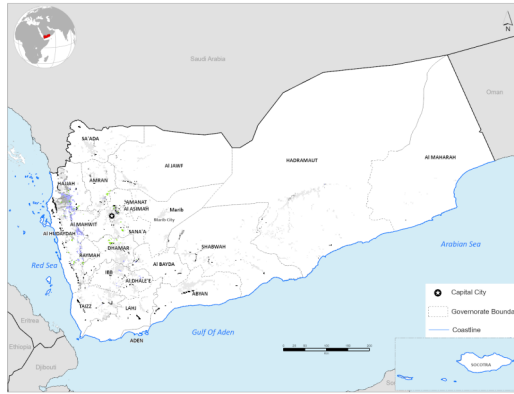 N
Saudi Arabia
Oman
SA'ADA
Al JAWF
HADRAMAUT
Al MAHARAH
HAJJAH
AMRAN
'AMANAT
Al ASIMAH
Marib
Marib City
Al MAHWIT
Al HUDAYDAH
SANA'A
DHAMAR
RAYMAH
SHABWAH
Al BAYDA
IBB
Al DHALE'E
ABYAN
TAIZZ
LAHJ
ADEN
Red Sea
Arabian Sea
Gulf Of Aden
Eritrea
Ethiopia
Djibouti
Capital City
Governorate Bounda
Coastline
SOCOTRA